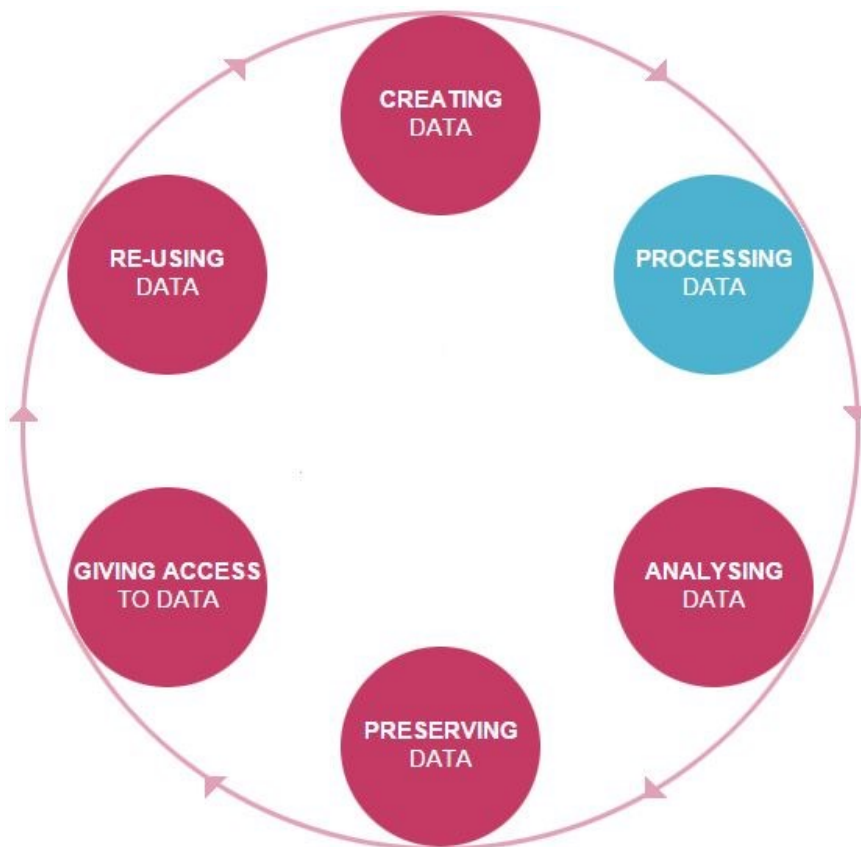 CREATING
DATA
PROCESSING
DATA
ANALYSING
DATA
PRESERVING
DATA
GIVING ACCESS
TO DATA
RE-USING
DATA